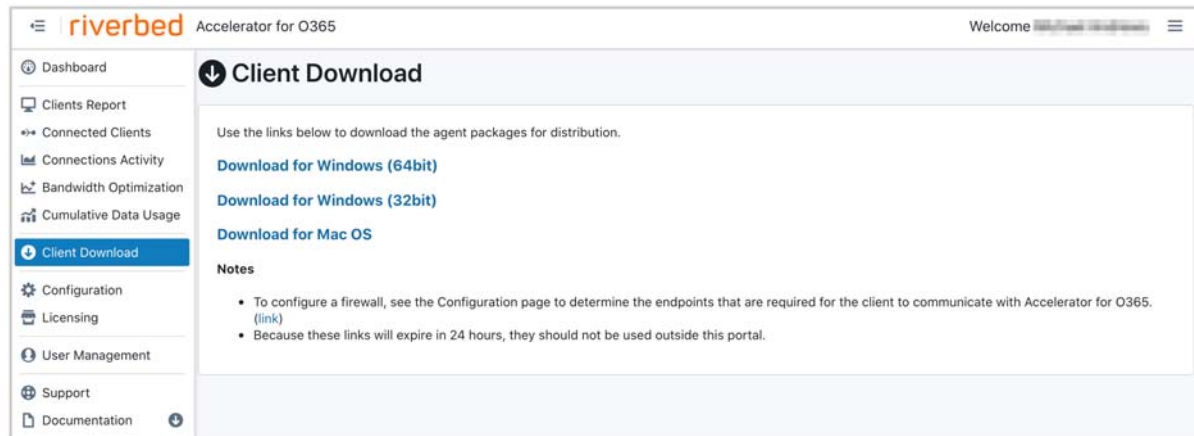 riverbed Accelerator for O365
Welcome
Dashboard
Clients Report
Connected Clients
Connections Activity
Bandwidth Optimization
Cumulative Data Usage
Client Download
Configuration
Licensing
User Management
Support
Documentation
Client Download
Use the links below to download the agent packages for distribution.
Download for Windows (64bit)
Download for Windows (32bit)
Download for Mac OS
Notes
• To configure a firewall, see the Configuration page to determine the endpoints that are required for the client to communicate with Accelerator for O365.
(link)
• Because these links will expire in 24 hours, they should not be used outside this portal.